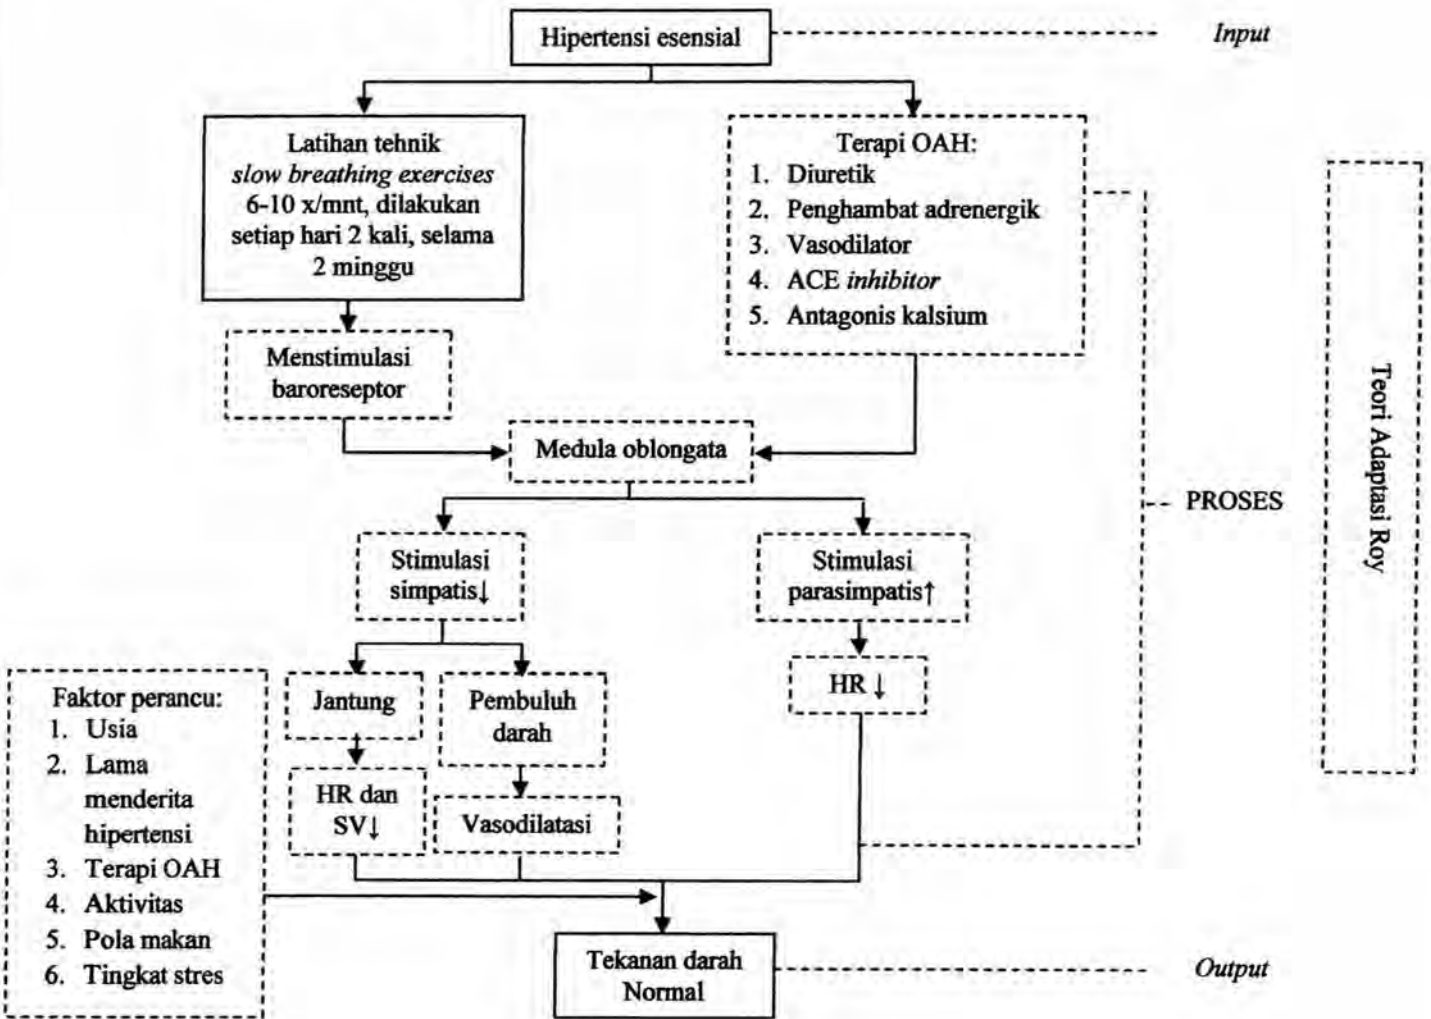 Hipertensi esensial
Input
Latihan tehnik
slow breathing exercises
6-10 x/mnt, dilakukan
setiap hari 2 kali, selama
2 minggu
Terapi OAH:
1. Diuretik
2. Penghambat adrenergik
3. Vasodilator
4. ACE inhibitor
5. Antagonis kalsium
Menstimulasi
baroreseptor
Medula oblongata
Stimulasi
simpatis↓
Stimulasi
parasimpatis↑
PROSES
Teori Adaptasi Roy
Jantung
Pembuluh
darah
HR ↓
HR dan
SV↓
Vasodilatasi
Faktor perancu:
1. Usia
2. Lama
menderita
hipertensi
3. Terapi OAH
4. Aktivitas
5. Pola makan
6. Tingkat stres
Tekanan darah
Normal
Output